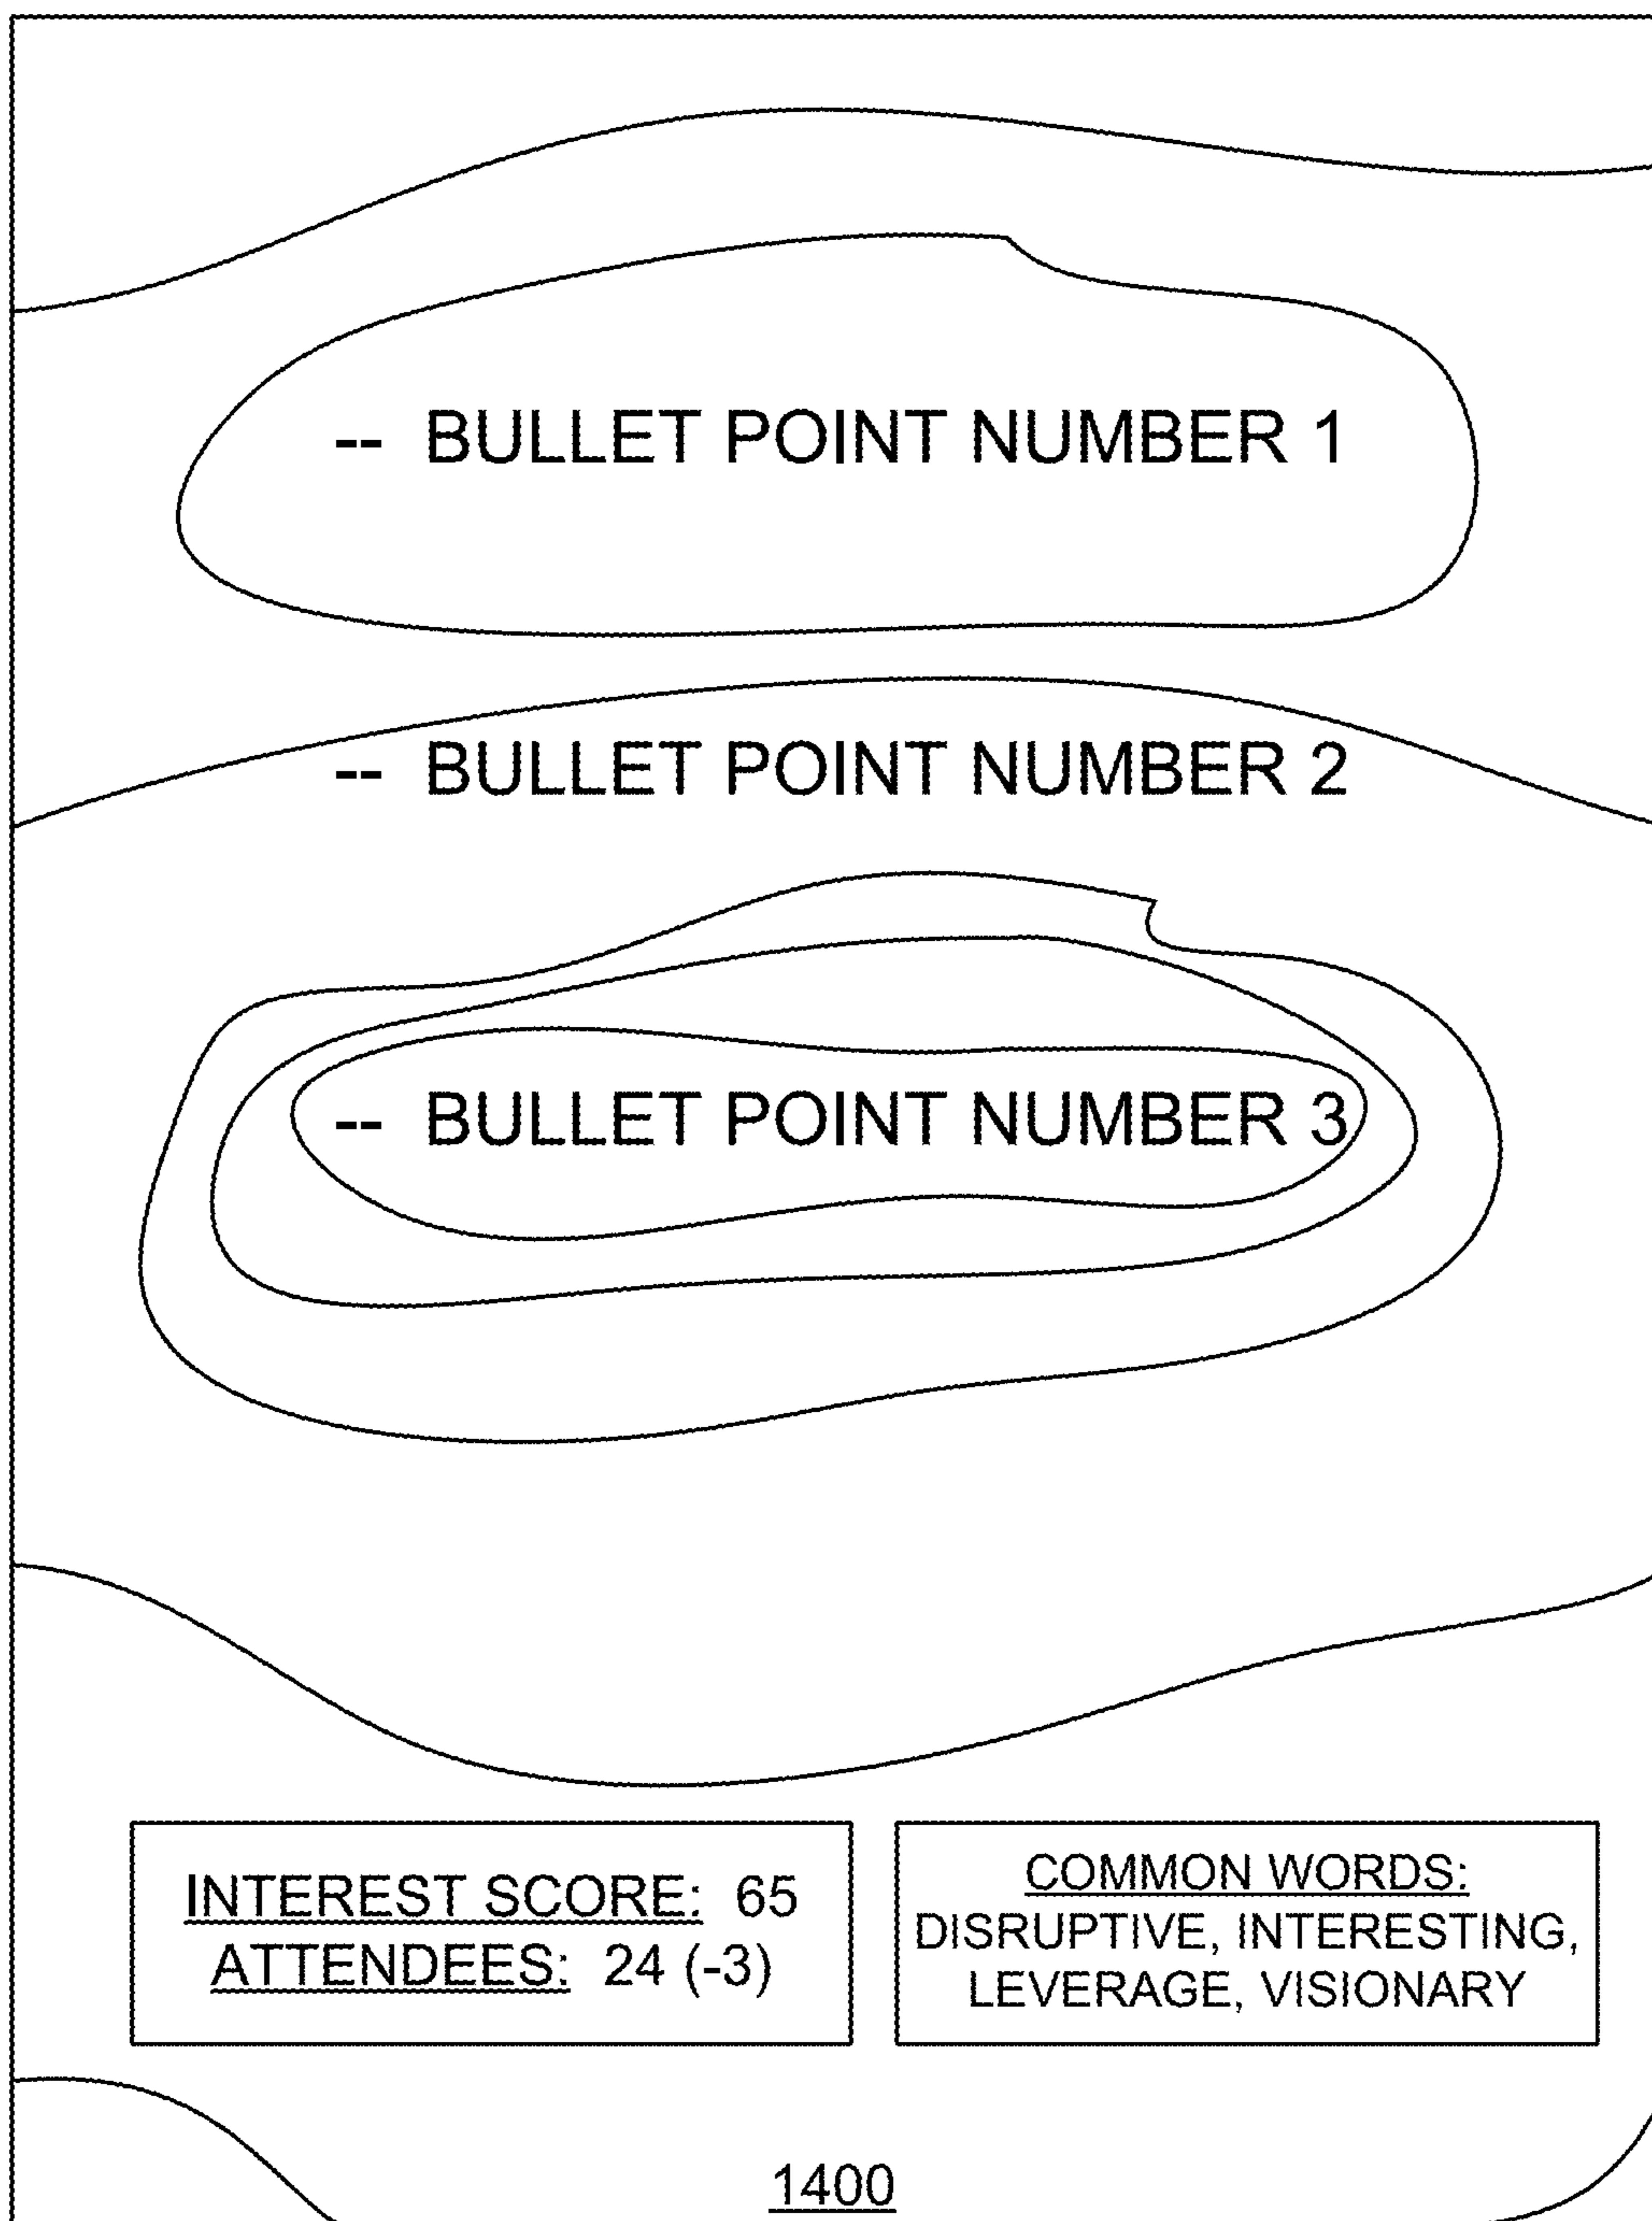 -- BULLET POINT NUMBER 1
-- BULLET POINT NUMBER 2
-- BULLET POINT NUMBER 3
INTEREST SCORE: 65
ATTENDEES: 24 (-3)
COMMON WORDS:
DISRUPTIVE, INTERESTING,
LEVERAGE, VISIONARY
1400